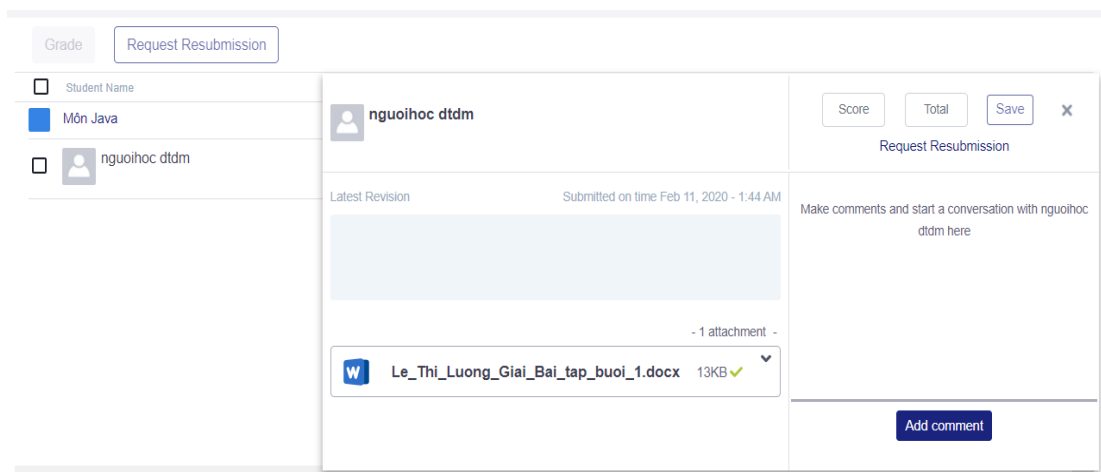 Grade
Request Resubmission
Student Name
Môn Java
nguoihoc dtdm
nguoihoc dtdm
Score
Total
Save
Request Resubmission
Latest Revision
Submitted on time Feb 11, 2020 - 1:44 AM
- 1 attachment -
Le_Thi_Luong_Giai_Bai_tap_buoi_1.docx 13KB
Make comments and start a conversation with nguoihoc
dtdm here
Add comment